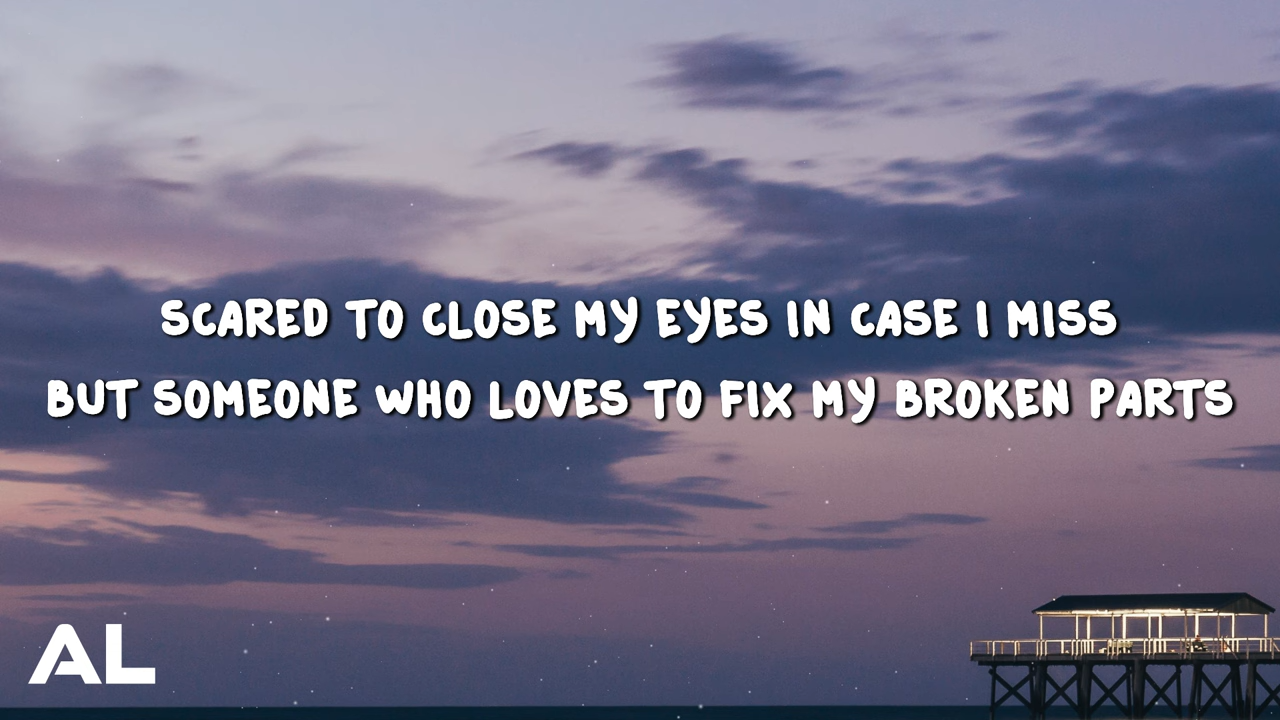 SCARED TO CLOSE MY EYES IN CASE I MISS
BUT SOMEONE WHO LOVES TO FIX MY BROKEN PARTS
AL